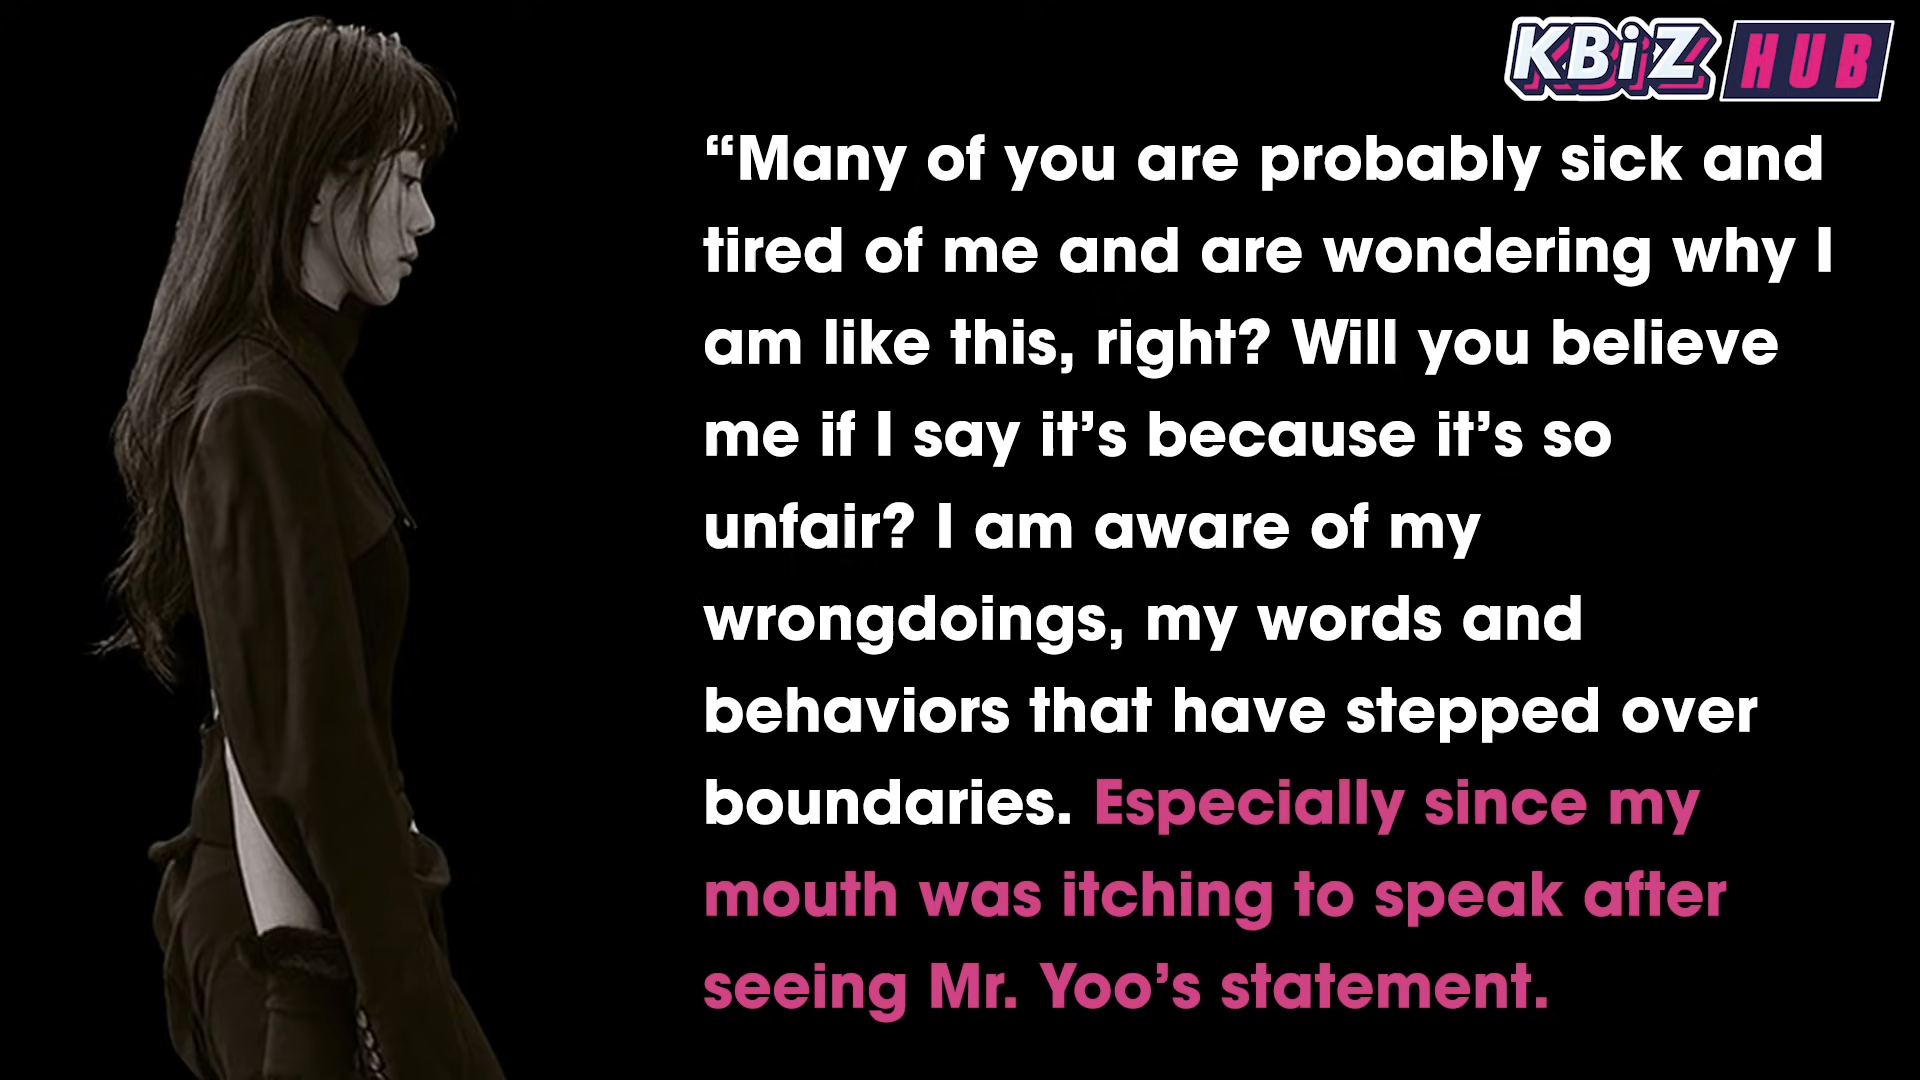 KBiZ HUB
“Many of you are probably sick and
tired of me and are wondering why I
am like this, right? Will you believe
me if I say it’s because it’s so
unfair? I am aware of my
wrongdoings, my words and
behaviors that have stepped over
boundaries. Especially since my
mouth was itching to speak after
seeing Mr. Yoo’s statement.